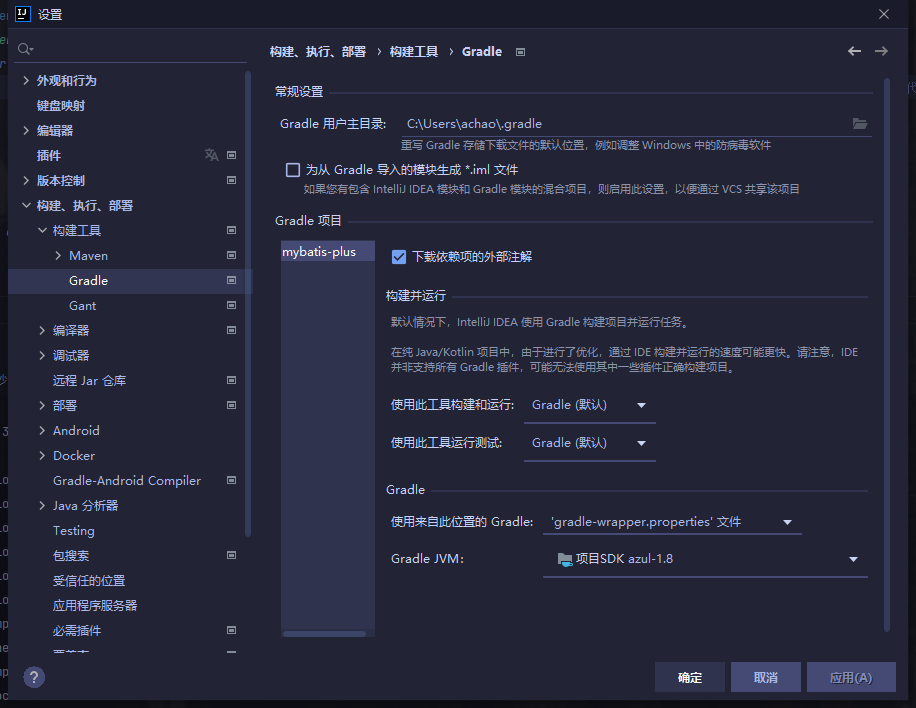 设置
构建、执行、部署 › 构建工具 › Gradle
外观和行为
键盘映射
编辑器
插件
版本控制
构建、执行、部署
构建工具
Maven
Gradle
Gant
编译器
调试器
远程 Jar 仓库
部署
Android
Docker
Gradle-Android Compiler
Java 分析器
Testing
包搜索
受信任的位置
应用程序服务器
必需插件
常规设置
Gradle 用户主目录: C:\Users\achao\.gradle
重写 Gradle 存储下载文件的默认位置，例如调整 Windows 中的防病毒软件
为从 Gradle 导入的模块生成 *.iml 文件
如果您有包含 IntelliJ IDEA 模块和 Gradle 模块的混合项目，则启用此设置，以便通过 VCS 共享该项目
Gradle 项目
mybatis-plus
下载依赖项的外部注解
构建并运行
默认情况下，IntelliJ IDEA 使用 Gradle 构建项目并运行任务。
在纯 Java/Kotlin 项目中，由于进行了优化，通过 IDE 构建并运行的速度可能更快。请注意，IDE
并非支持所有 Gradle 插件，可能无法使用其中一些插件正确构建项目。
使用此工具构建和运行: Gradle (默认)
使用此工具运行测试: Gradle (默认)
Gradle
使用来自此位置的 Gradle: 'gradle-wrapper.properties' 文件
Gradle JVM: 项目SDK azul-1.8
?
确定 取消 应用(A)